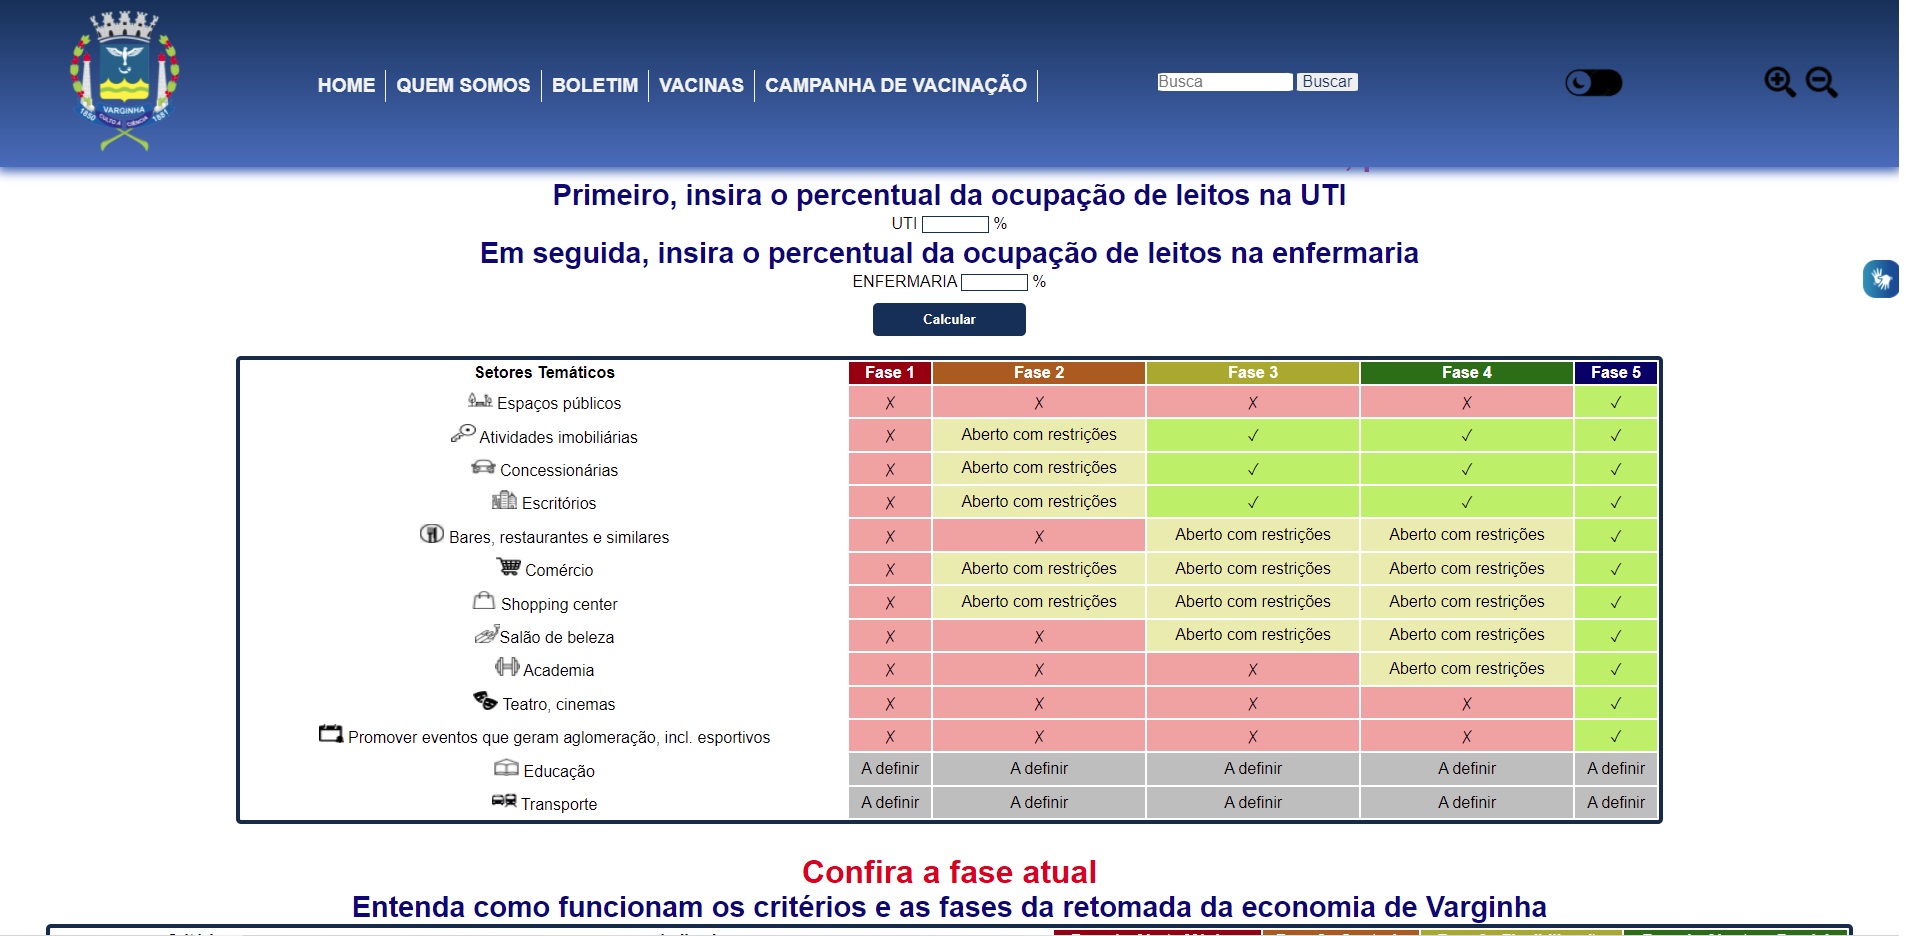 VARGINHA
1850 CULTO À CIÊNCIA 1881
HOME QUEM SOMOS BOLETIM VACINAS CAMPANHA DE VACINAÇÃO
Busca Buscar
Primeiro, insira o percentual da ocupação de leitos na UTI
UTI %
Em seguida, insira o percentual da ocupação de leitos na enfermaria
ENFERMARIA %
Calcular
Setores Temáticos Fase 1 Fase 2 Fase 3 Fase 4 Fase 5
Espaços públicos ✗ ✗ ✗ ✗ ✓
Atividades imobiliárias ✗ Aberto com restrições ✓ ✓ ✓
Concessionárias ✗ Aberto com restrições ✓ ✓ ✓
Escritórios ✗ Aberto com restrições ✓ ✓ ✓
Bares, restaurantes e similares ✗ ✗ Aberto com restrições Aberto com restrições ✓
Comércio ✗ Aberto com restrições Aberto com restrições Aberto com restrições ✓
Shopping center ✗ Aberto com restrições Aberto com restrições Aberto com restrições ✓
Salão de beleza ✗ ✗ Aberto com restrições Aberto com restrições ✓
Academia ✗ ✗ ✗ Aberto com restrições ✓
Teatro, cinemas ✗ ✗ ✗ ✗ ✓
Promover eventos que geram aglomeração, incl. esportivos ✗ ✗ ✗ ✗ ✓
Educação A definir A definir A definir A definir A definir
Transporte A definir A definir A definir A definir A definir
Confira a fase atual
Entenda como funcionam os critérios e as fases da retomada da economia de Varginha